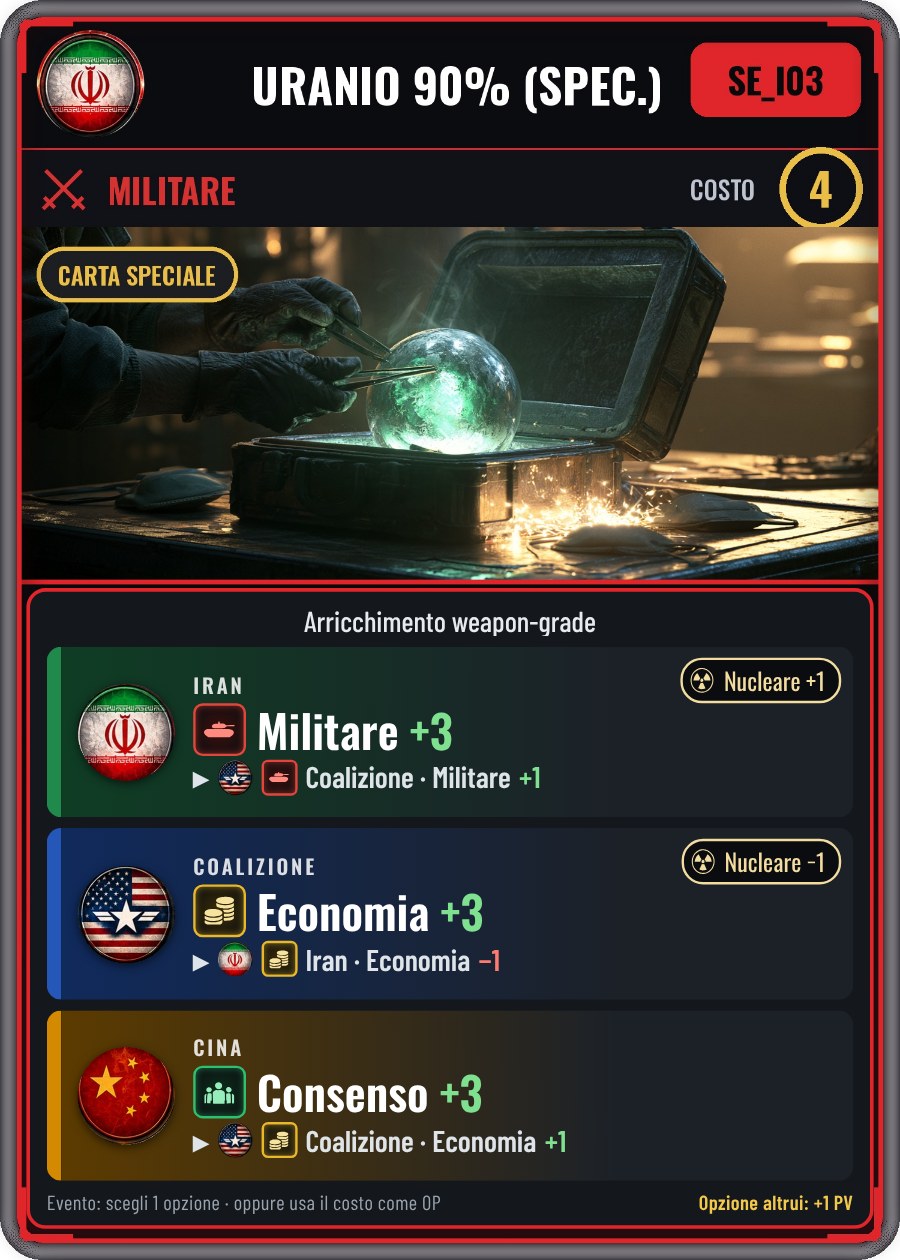 URANIO 90% (SPEC.)
SE_I03
MILITARE
COSTO
4
CARTA SPECIALE
Arricchimento weapon-grade
IRAN
Nucleare +1
Militare +3
▶ Coalizione · Militare +1
COALIZIONE
Nucleare −1
Economia +3
▶ Iran · Economia −1
CINA
Consenso +3
▶ Coalizione · Economia +1
Evento: scegli 1 opzione · oppure usa il costo come OP
Opzione altrui: +1 PV